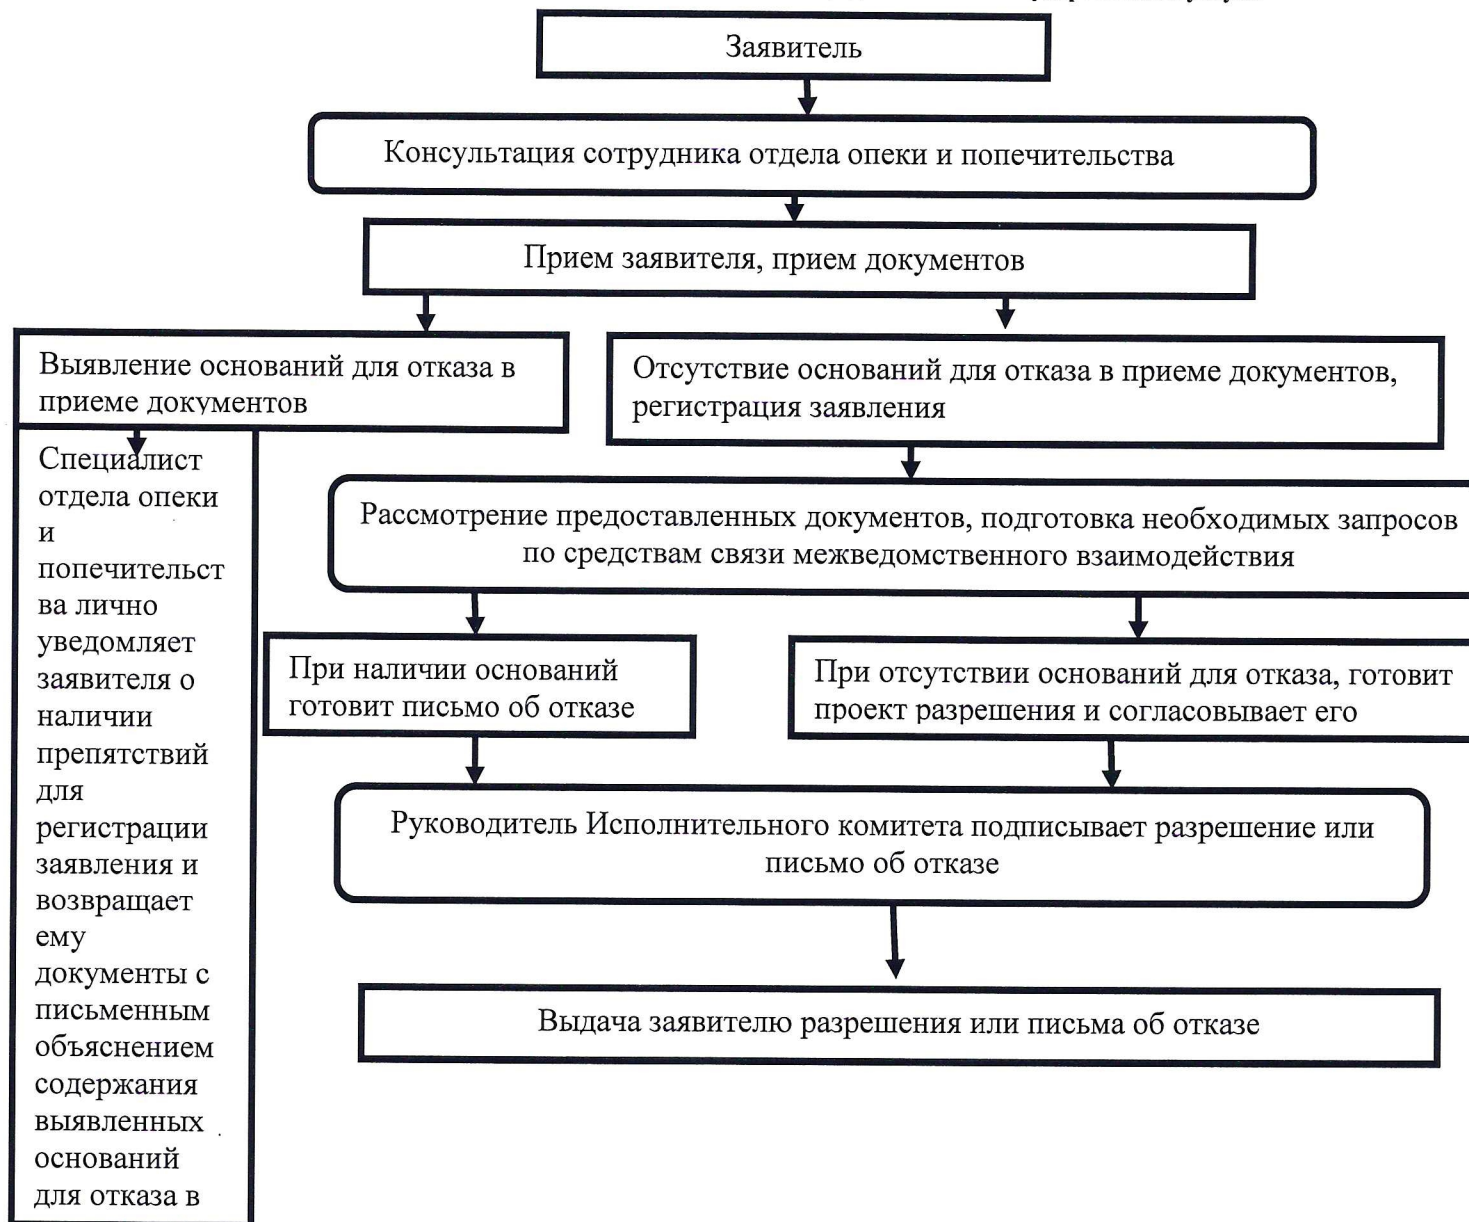 Заявитель
Консультация сотрудника отдела опеки и попечительства
Прием заявителя, прием документов
Выявление оснований для отказа в
приеме документов
Отсутствие оснований для отказа в приеме документов,
регистрация заявления
Специалист
отдела опеки
и
попечительст
ва лично
уведомляет
заявителя о
наличии
препятствий
для
регистрации
заявления и
возвращает
ему
документы с
письменным
объяснением
содержания
выявленных
оснований
для отказа в
Рассмотрение предоставленных документов, подготовка необходимых запросов
по средствам связи межведомственного взаимодействия
При наличии оснований
готовит письмо об отказе
При отсутствии оснований для отказа, готовит
проект разрешения и согласовывает его
Руководитель Исполнительного комитета подписывает разрешение или
письмо об отказе
Выдача заявителю разрешения или письма об отказе